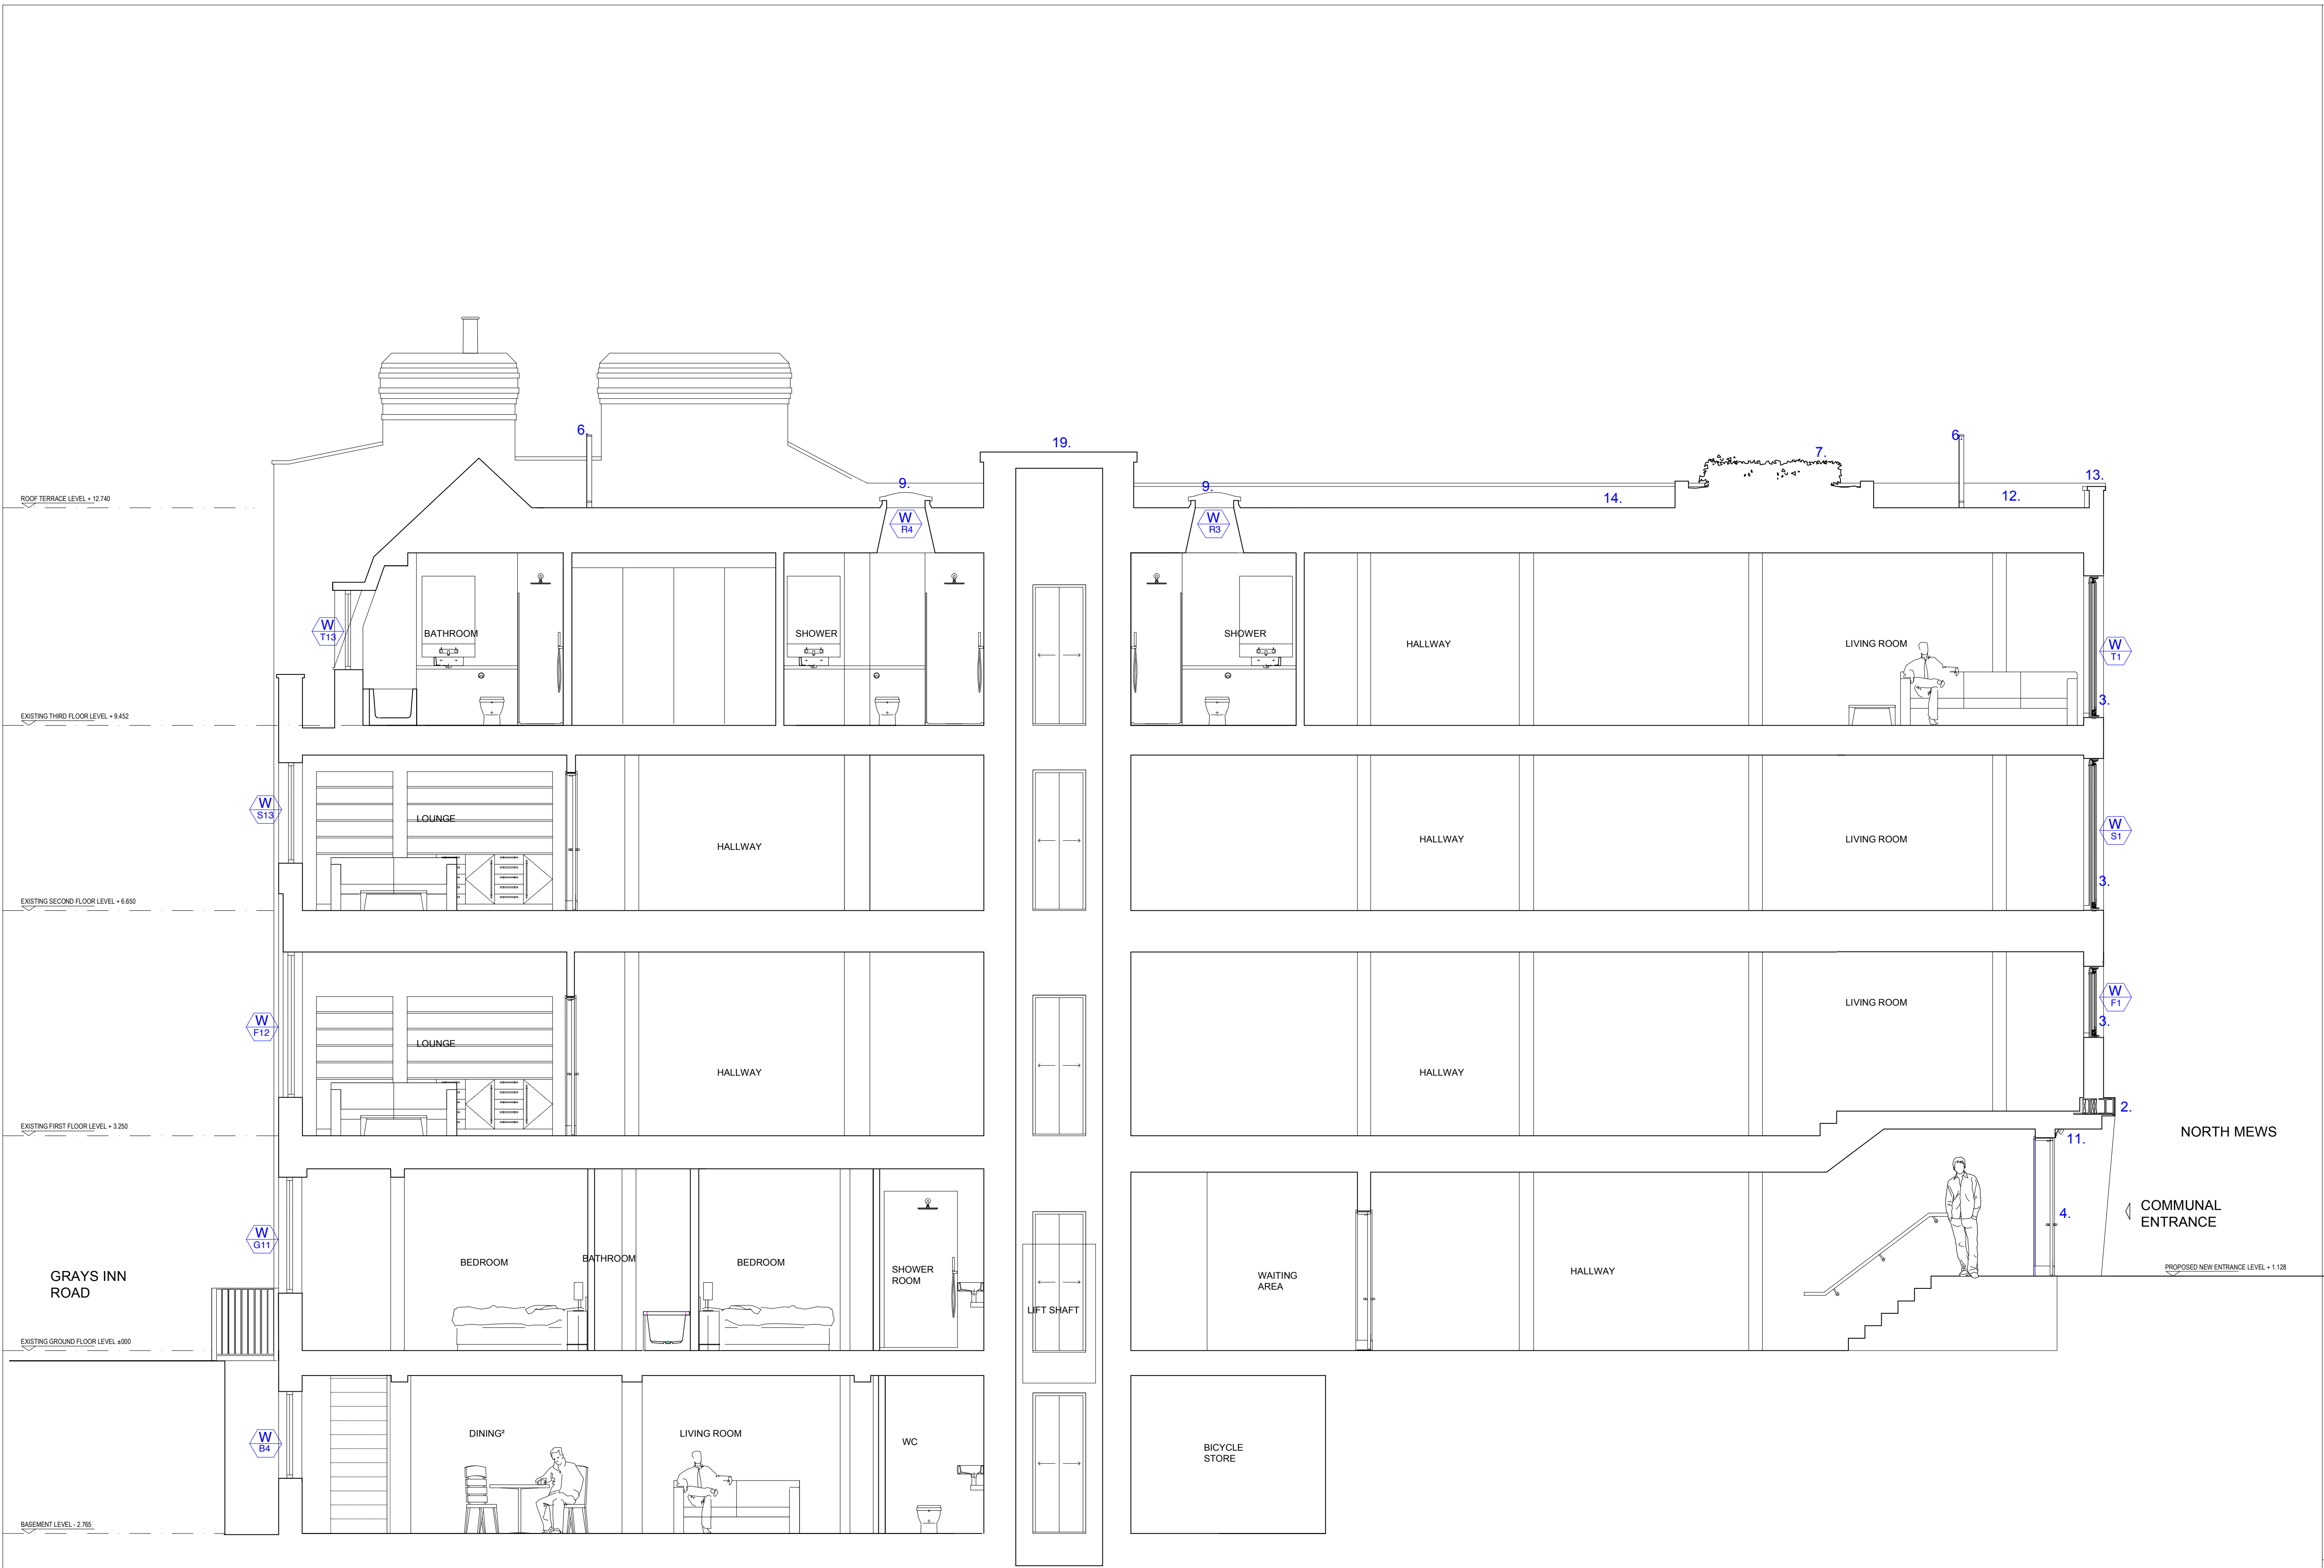 6.
19.
6.
7.
13.
9.
9.
14.
12.
ROOF TERRACE LEVEL + 12.740
W
R4
W
R3
W
T13
BATHROOM
SHOWER
SHOWER
HALLWAY
LIVING ROOM
W
T1
3.
EXISTING THIRD FLOOR LEVEL + 9.452
W
S13
LOUNGE
HALLWAY
HALLWAY
LIVING ROOM
W
S1
3.
EXISTING SECOND FLOOR LEVEL + 6.650
W
F12
LOUNGE
HALLWAY
HALLWAY
LIVING ROOM
W
F1
3.
2.
EXISTING FIRST FLOOR LEVEL + 3.250
NORTH MEWS
11.
4.
COMMUNAL
ENTRANCE
W
G11
BEDROOM
BATHROOM
BEDROOM
SHOWER
ROOM
WAITING
AREA
HALLWAY
PROPOSED NEW ENTRANCE LEVEL + 1.128
GRAYS INN
ROAD
LIFT SHAFT
EXISTING GROUND FLOOR LEVEL ±000
W
B4
DINING²
LIVING ROOM
WC
BICYCLE
STORE
BASEMENT LEVEL - 2.765